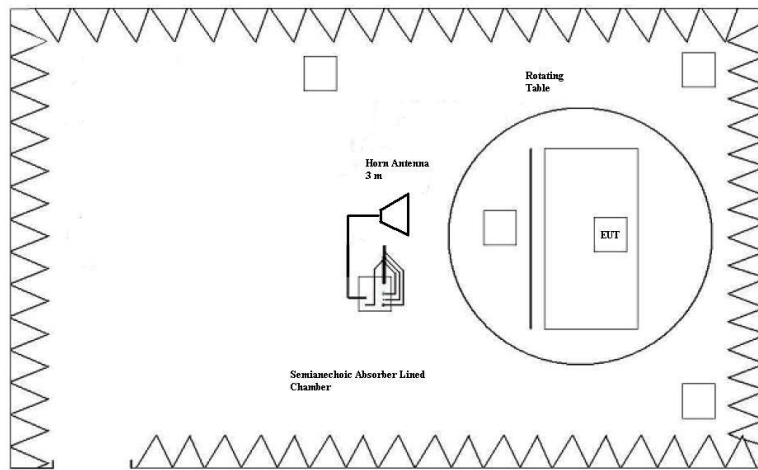 Rotating
Table
Horn Antenna
3 m
EUT
Semianechoic Absorber Lined
Chamber